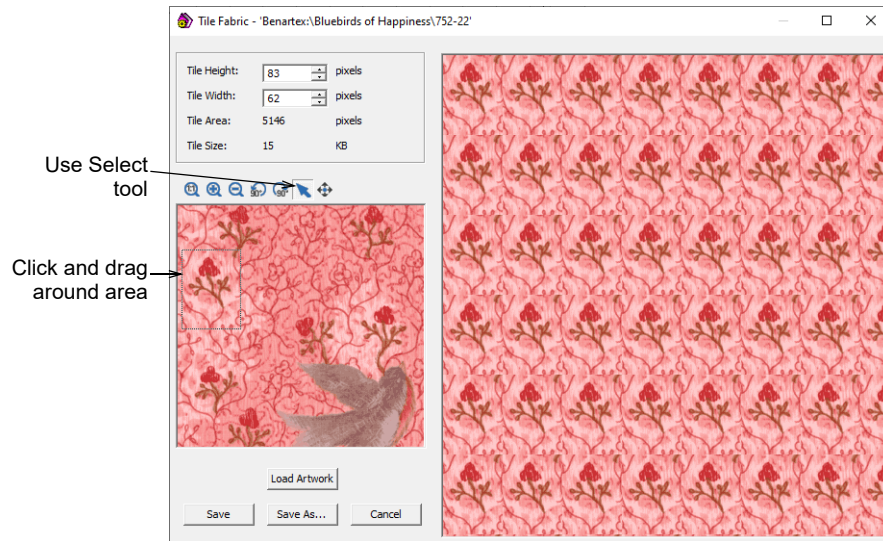 Tile Fabric - 'Benartex:\Bluebirds of Happiness\752-22'
Tile Height: 83 pixels
Tile Width: 62 pixels
Tile Area: 5146 pixels
Tile Size: 15 KB
Use Select
tool
90° 90°
Click and drag
around area
Load Artwork
Save Save As... Cancel